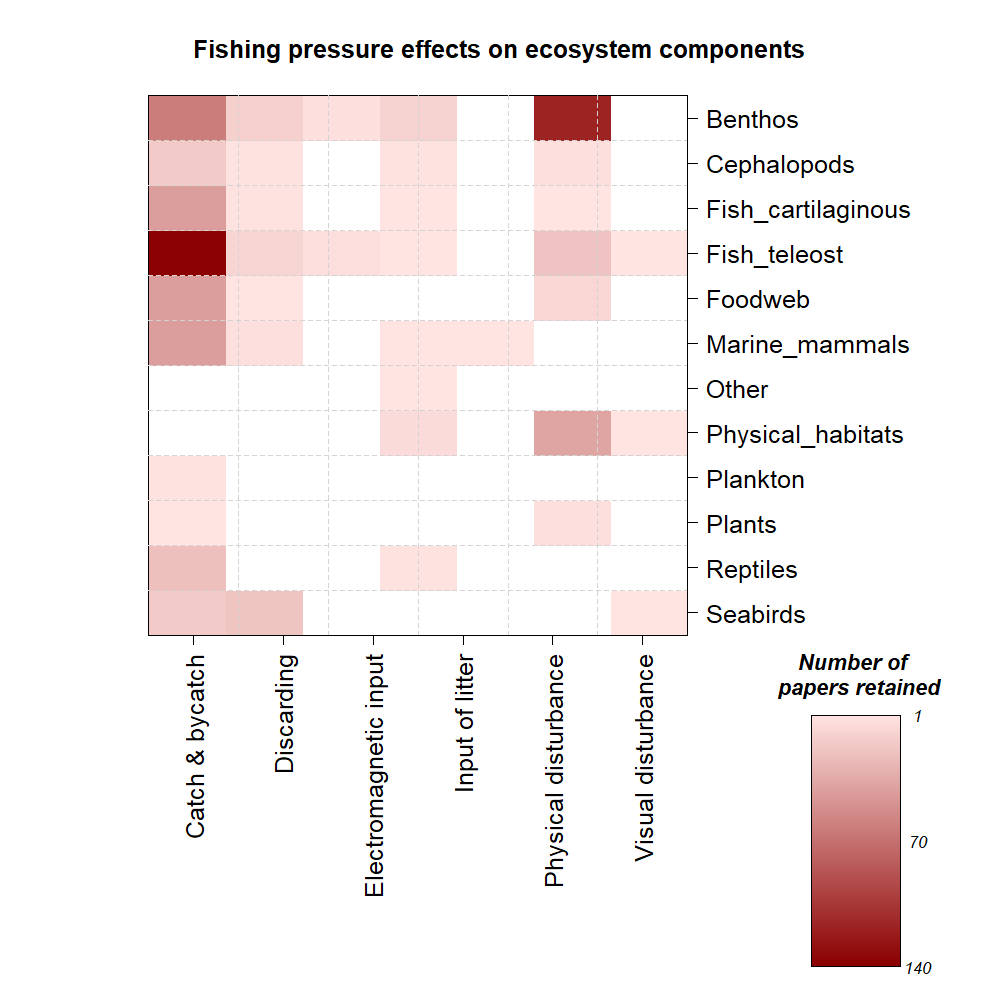 Fishing pressure effects on ecosystem components
Benthos
Cephalopods
Fish_cartilaginous
Fish_teleost
Foodweb
Marine_mammals
Other
Physical_habitats
Plankton
Plants
Reptiles
Seabirds
Catch & bycatch
Discarding
Electromagnetic input
Input of litter
Physical disturbance
Visual disturbance
Number of
papers retained
1
70
140